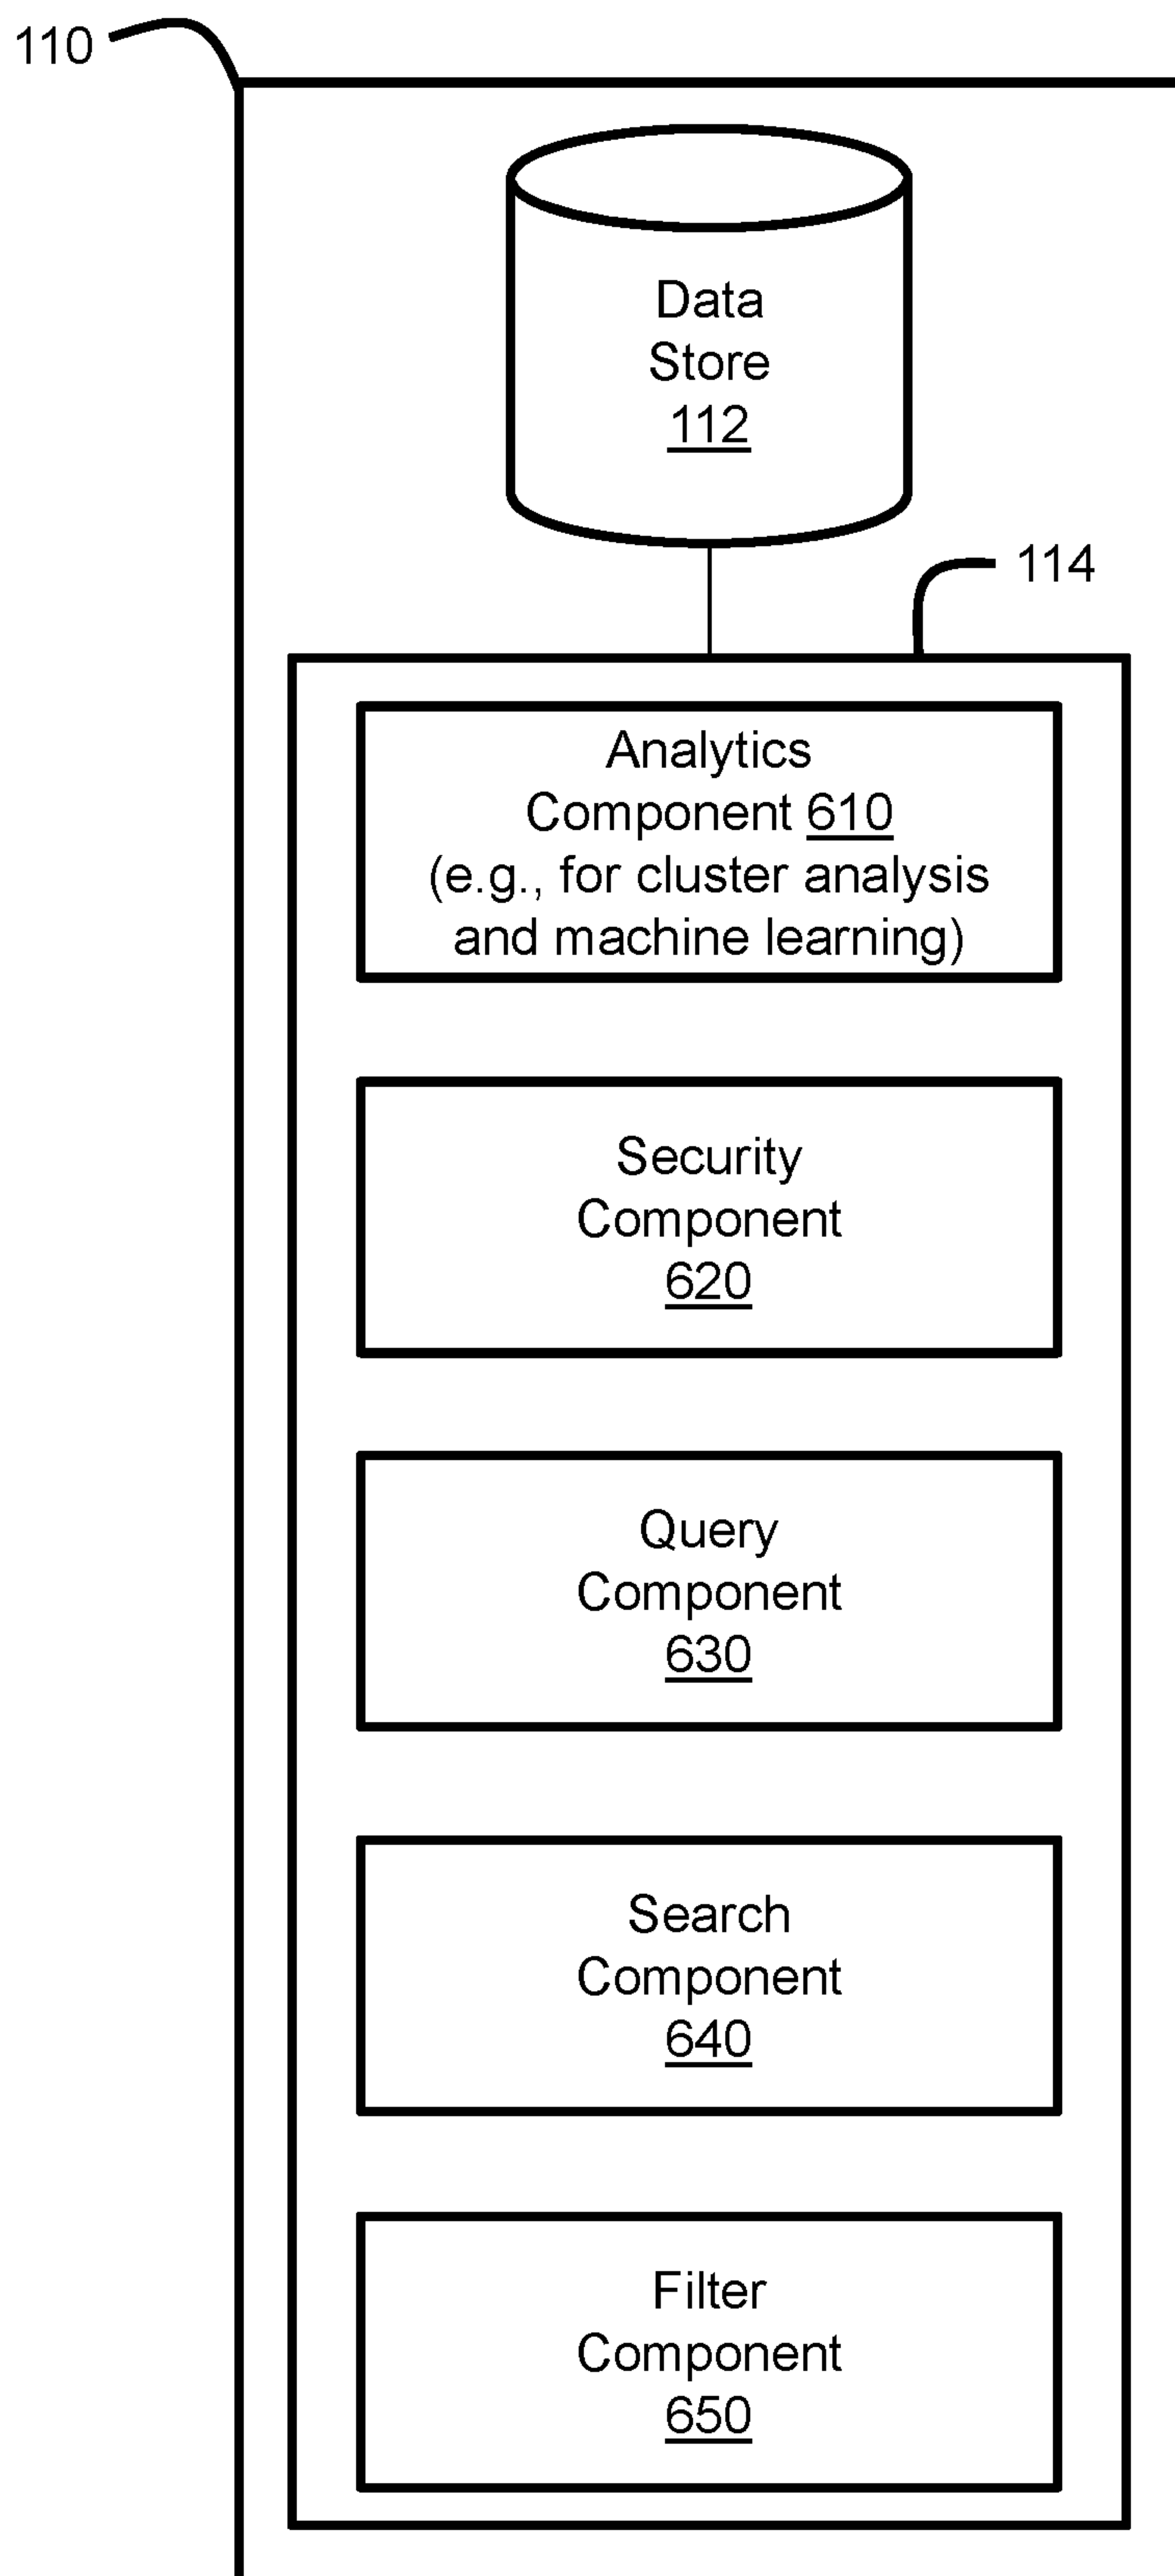 110
Data
Store
112
114
Analytics
Component 610
(e.g., for cluster analysis
and machine learning)
Security
Component
620
Query
Component
630
Search
Component
640
Filter
Component
650